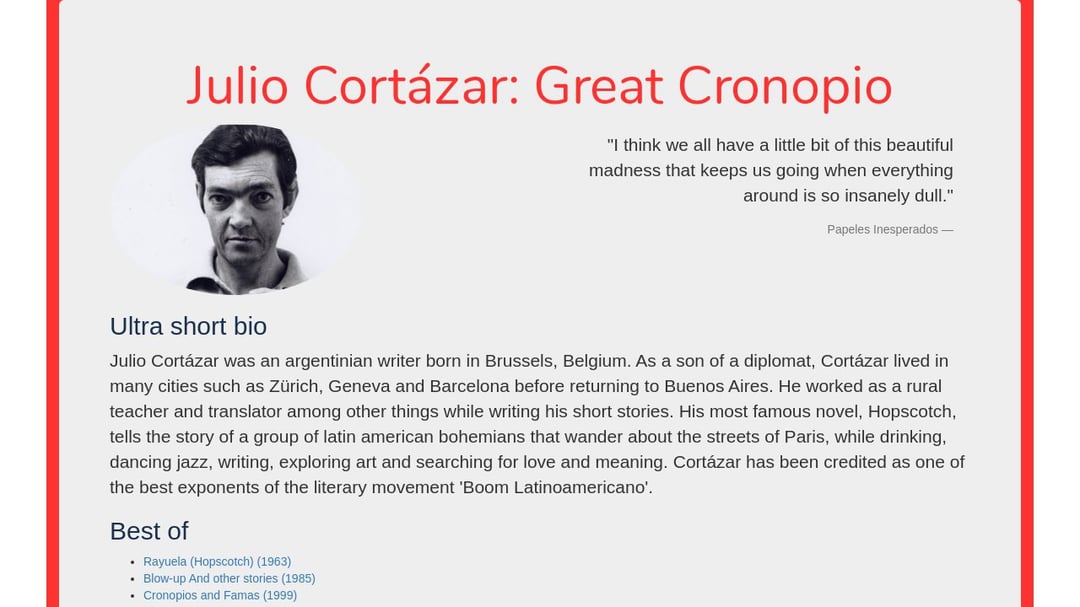 Julio Cortázar: Great Cronopio
"I think we all have a little bit of this beautiful
madness that keeps us going when everything
around is so insanely dull."
Papeles Inesperados —
Ultra short bio
Julio Cortázar was an argentinian writer born in Brussels, Belgium. As a son of a diplomat, Cortázar lived in
many cities such as Zürich, Geneva and Barcelona before returning to Buenos Aires. He worked as a rural
teacher and translator among other things while writing his short stories. His most famous novel, Hopscotch,
tells the story of a group of latin american bohemians that wander about the streets of Paris, while drinking,
dancing jazz, writing, exploring art and searching for love and meaning. Cortázar has been credited as one of
the best exponents of the literary movement 'Boom Latinoamericano'.
Best of
• Rayuela (Hopscotch) (1963)
• Blow-up And other stories (1985)
• Cronopios and Famas (1999)